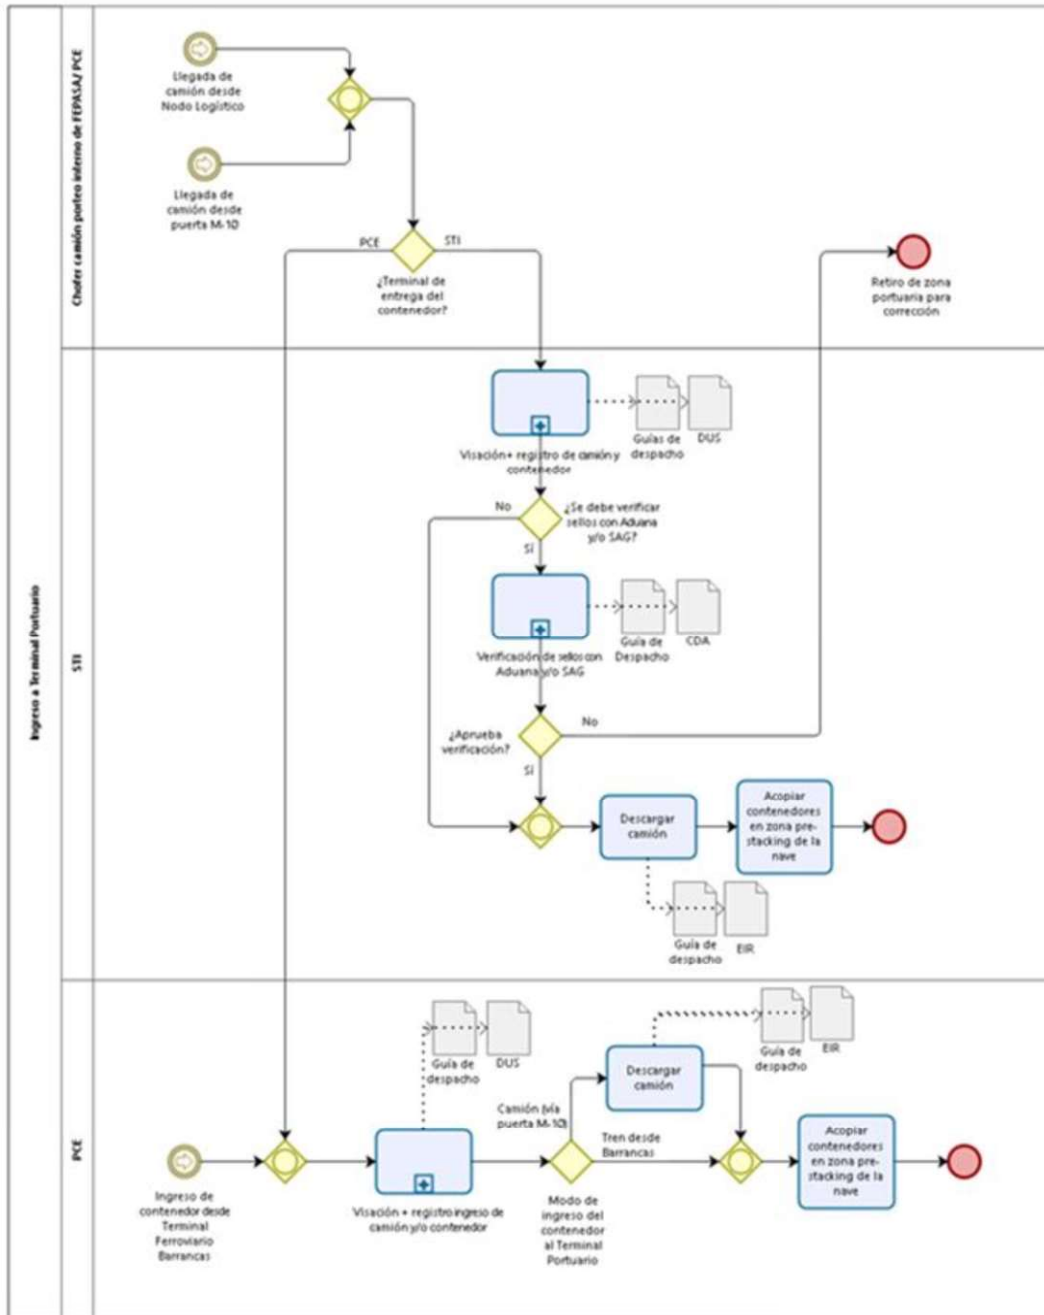 Ingreso a Terminal Portuario
Chofer camión porteo interno de FEPASA/ PCE
Llegada de
camión desde
Nodo Logístico
Llegada de
camión desde
puerta M-10
PCE
STI
¿Terminal de
entrega del
contenedor?
Retiro de zona
portuaria para
corrección
STI
Visación+ registro de camión y
contenedor
Guías de
despacho
DUS
No
¿Se debe verificar
sellos con Aduana
y/o SAG?
Sí
Verificación de sellos con
Aduana y/o SAG
Guía de
Despacho
CDA
¿Aprueba
verificación?
No
Sí
Descargar
camión
Acopiar
contenedores
en zona pre-
stacking de la
nave
Guía de
despacho
EIR
PCE
Guía de
despacho
DUS
Descargar
camión
Guía de
despacho
EIR
Camión (vía
puerta M-10)
Tren desde
Barrancas
Ingreso de
contenedor desde
Terminal
Ferroviario
Barrancas
Visación + registro ingreso de
camión y/o contenedor
Modo de
ingreso del
contenedor
al Terminal
Portuario
Acopiar
contenedores
en zona pre-
stacking de la
nave